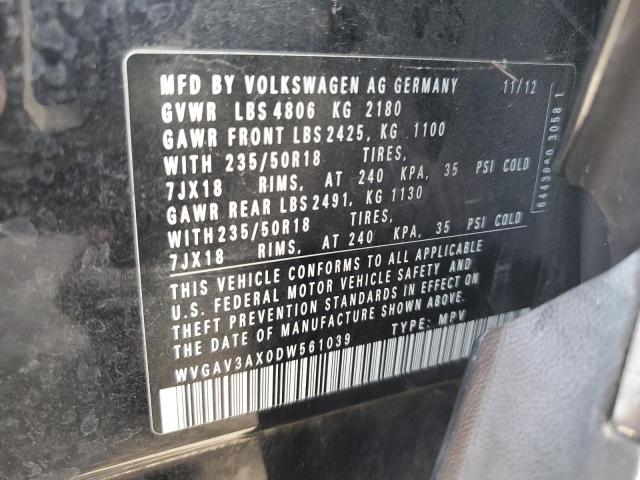 MFD BY VOLKSWAGEN AG GERMANY 11/12
GVWR LBS 4806 KG 2180
GAWR FRONT LBS 2425, KG 1100
WITH 235/50R18 TIRES,
7JX18 RIMS, AT 240 KPA, 35 PSI COLD
GAWR REAR LBS 2491, KG 1130
WITH 235/50R18 TIRES,
7JX18 RIMS, AT 240 KPA, 35 PSI COLD
THIS VEHICLE CONFORMS TO ALL APPLICABLE
U.S. FEDERAL MOTOR VEHICLE SAFETY AND
THEFT PREVENTION STANDARDS IN EFFECT ON
THE DATE OF MANUFACTURE SHOWN ABOVE.
WVGAV3AX0DW561039 TYPE: MPV